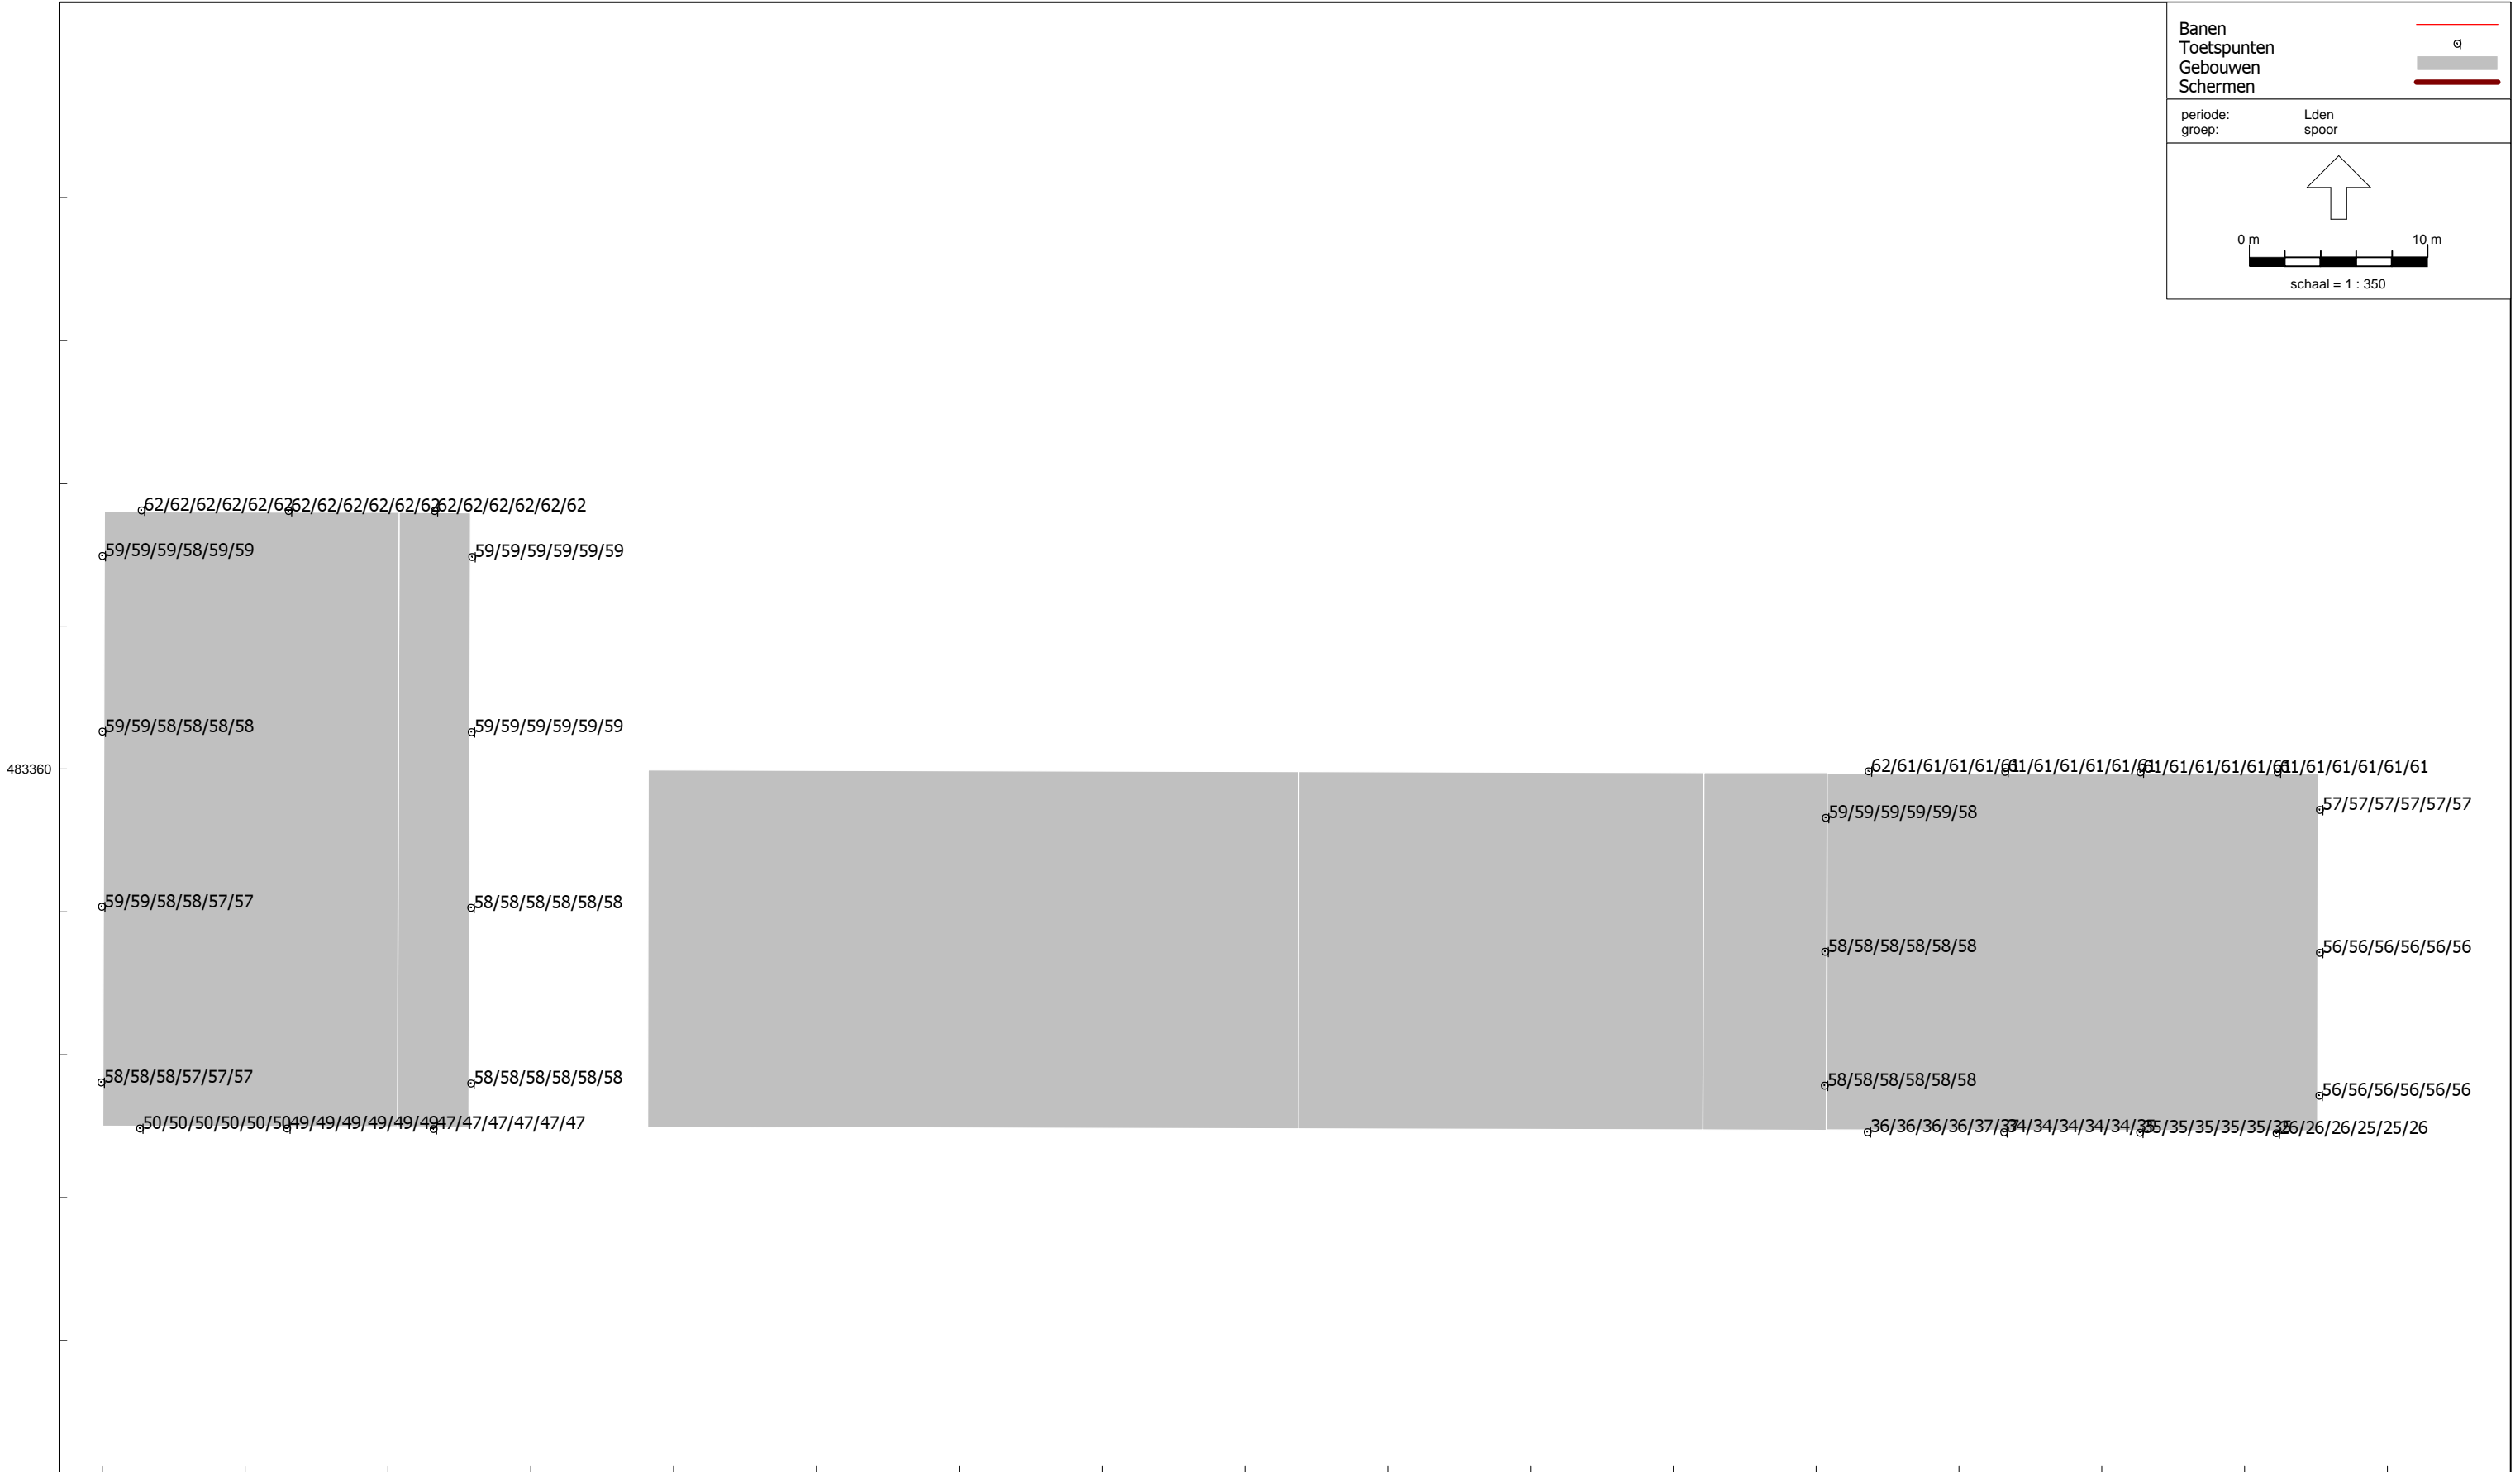 Banen
Toetspunten
Gebouwen
Schermen
periode: Lden
groep: spoor
0 m 10 m
schaal = 1 : 350
62/62/62/62/62/62 62/62/62/62/62/62 62/62/62/62/62/62
59/59/59/58/59/59 59/59/59/59/59/59
59/59/58/58/58/58 59/59/59/59/59/59
483360
62/61/61/61/61/61 61/61/61/61/61/61 61/61/61/61/61/61 61/61/61/61/61/61
57/57/57/57/57/57
59/59/59/59/59/58
59/59/58/58/57/57 58/58/58/58/58/58
58/58/58/58/58/58 56/56/56/56/56/56
58/58/58/57/57/57 58/58/58/58/58/58 58/58/58/58/58/58
56/56/56/56/56/56
50/50/50/50/50/50 49/49/49/49/49/49 47/47/47/47/47/47
36/36/36/36/37/37 34/34/34/34/34/35 35/35/35/35/35/35 26/26/26/25/25/26